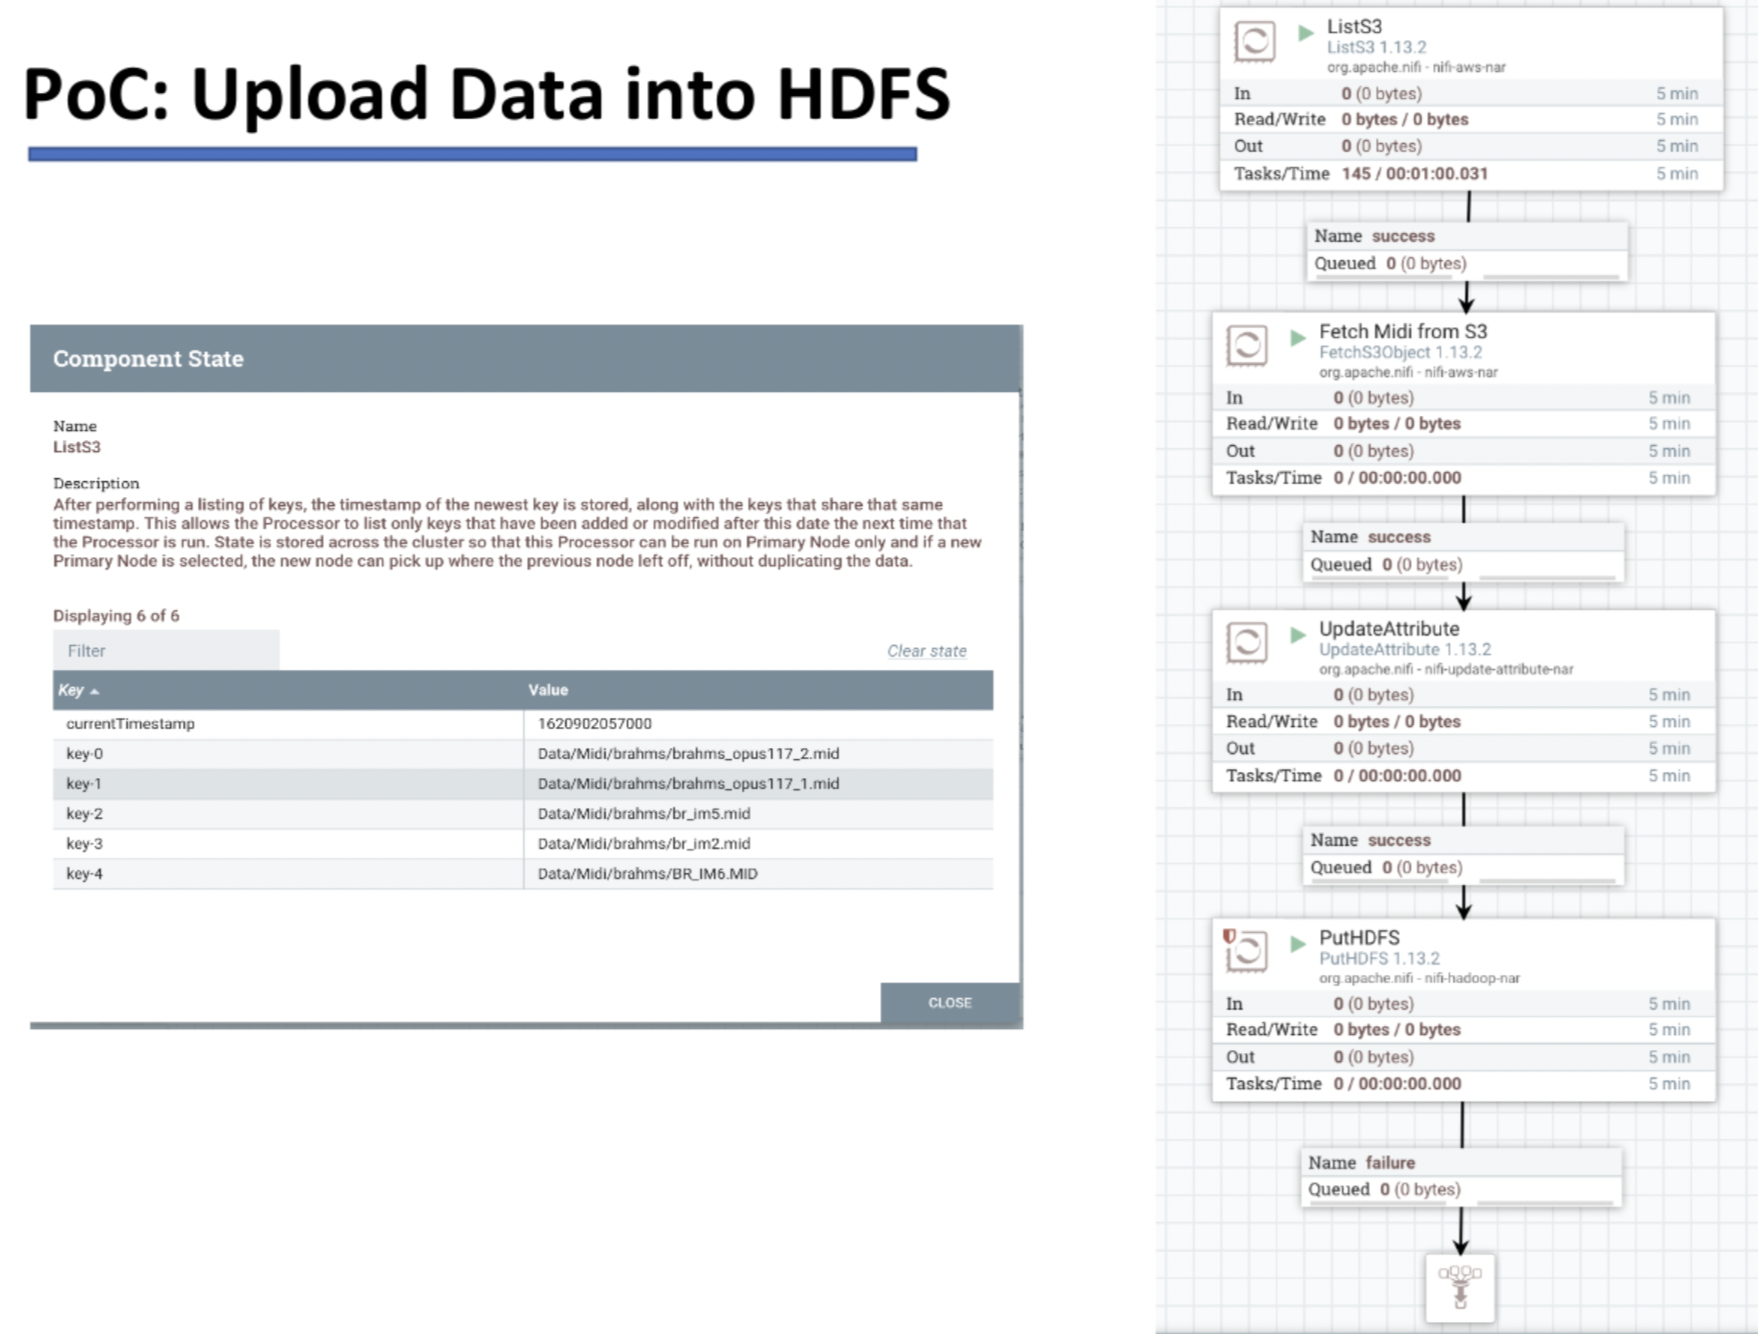 PoC: Upload Data into HDFS
Component State
Name
ListS3
Description
After performing a listing of keys, the timestamp of the newest key is stored, along with the keys that share that same
timestamp. This allows the Processor to list only keys that have been added or modified after this date the next time that
the Processor is run. State is stored across the cluster so that this Processor can be run on Primary Node only and if a new
Primary Node is selected, the new node can pick up where the previous node left off, without duplicating the data.
Displaying 6 of 6
Filter Clear state
Key Value
currentTimestamp 1620902057000
key-0 Data/Midi/brahms/brahms_opus117_2.mid
key-1 Data/Midi/brahms/brahms_opus117_1.mid
key-2 Data/Midi/brahms/br_im5.mid
key-3 Data/Midi/brahms/br_im2.mid
key-4 Data/Midi/brahms/BR_IM6.MID
CLOSE
ListS3
ListS3 1.13.2
org.apache.nifi - nifi-aws-nar
In 0 (0 bytes) 5 min
Read/Write 0 bytes / 0 bytes 5 min
Out 0 (0 bytes) 5 min
Tasks/Time 145 / 00:01:00.031 5 min
Name success
Queued 0 (0 bytes)
Fetch Midi from S3
FetchS3Object 1.13.2
org.apache.nifi - nifi-aws-nar
In 0 (0 bytes) 5 min
Read/Write 0 bytes / 0 bytes 5 min
Out 0 (0 bytes) 5 min
Tasks/Time 0 / 00:00:00.000 5 min
Name success
Queued 0 (0 bytes)
UpdateAttribute
UpdateAttribute 1.13.2
org.apache.nifi - nifi-update-attribute-nar
In 0 (0 bytes) 5 min
Read/Write 0 bytes / 0 bytes 5 min
Out 0 (0 bytes) 5 min
Tasks/Time 0 / 00:00:00.000 5 min
Name success
Queued 0 (0 bytes)
PutHDFS
PutHDFS 1.13.2
org.apache.nifi - nifi-hadoop-nar
In 0 (0 bytes) 5 min
Read/Write 0 bytes / 0 bytes 5 min
Out 0 (0 bytes) 5 min
Tasks/Time 0 / 00:00:00.000 5 min
Name failure
Queued 0 (0 bytes)